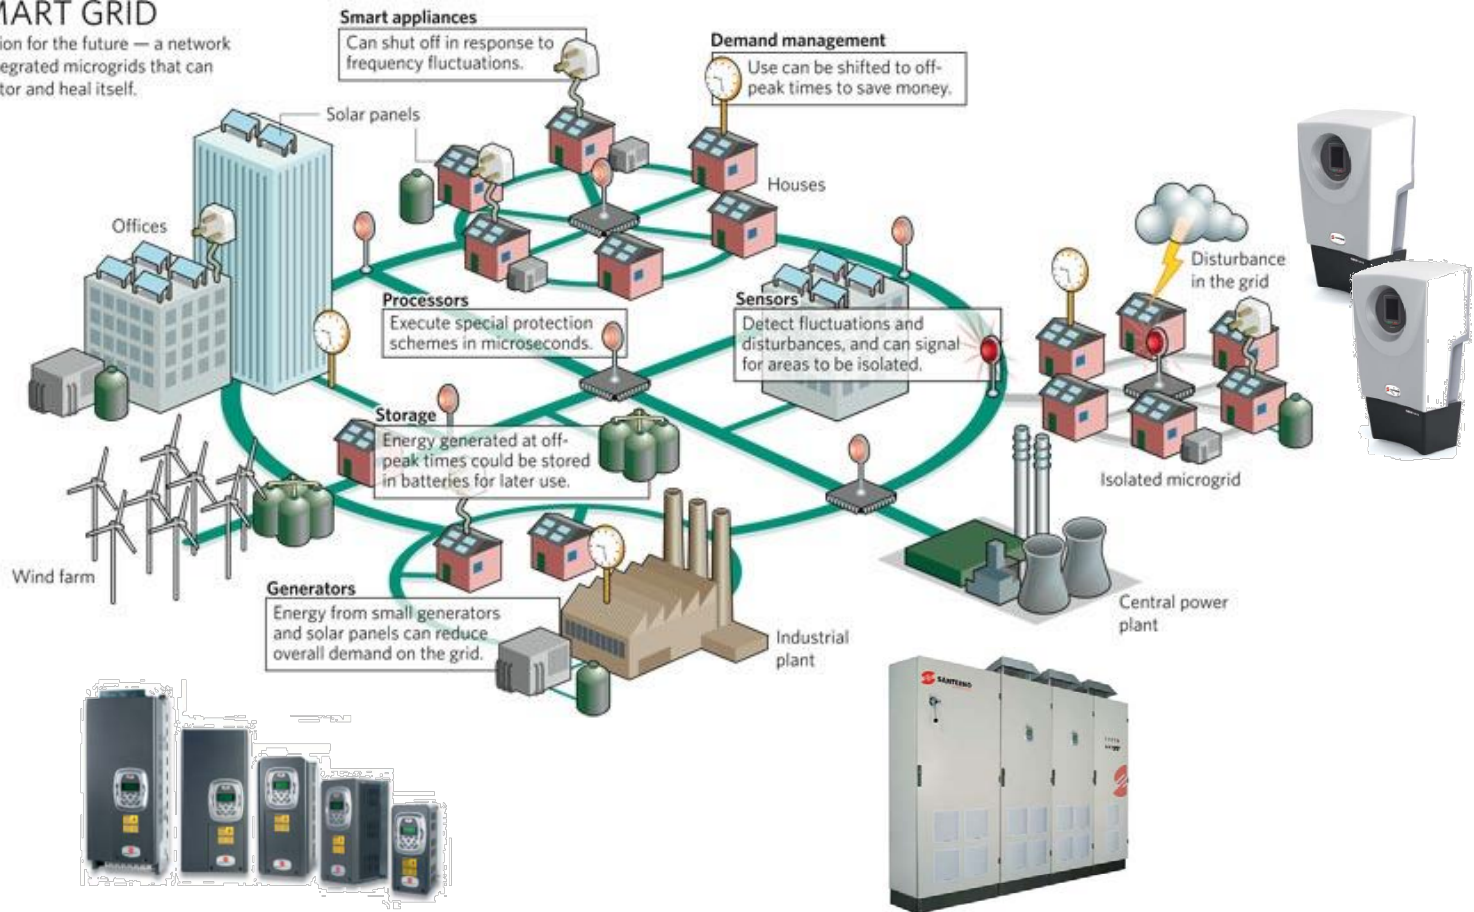 MART GRID
ion for the future — a network
egrated microgrids that can
tor and heal itself.
Smart appliances
Can shut off in response to
frequency fluctuations.
Demand management
Use can be shifted to off-
peak times to save money.
Solar panels
Houses
Offices
Disturbance
in the grid
Processors
Execute special protection
schemes in microseconds.
Sensors
Detect fluctuations and
disturbances, and can signal
for areas to be isolated.
Storage
Energy generated at off-
peak times could be stored
in batteries for later use.
Isolated microgrid
Wind farm
Generators
Energy from small generators
and solar panels can reduce
overall demand on the grid.
Industrial
plant
Central power
plant
SANTERNO